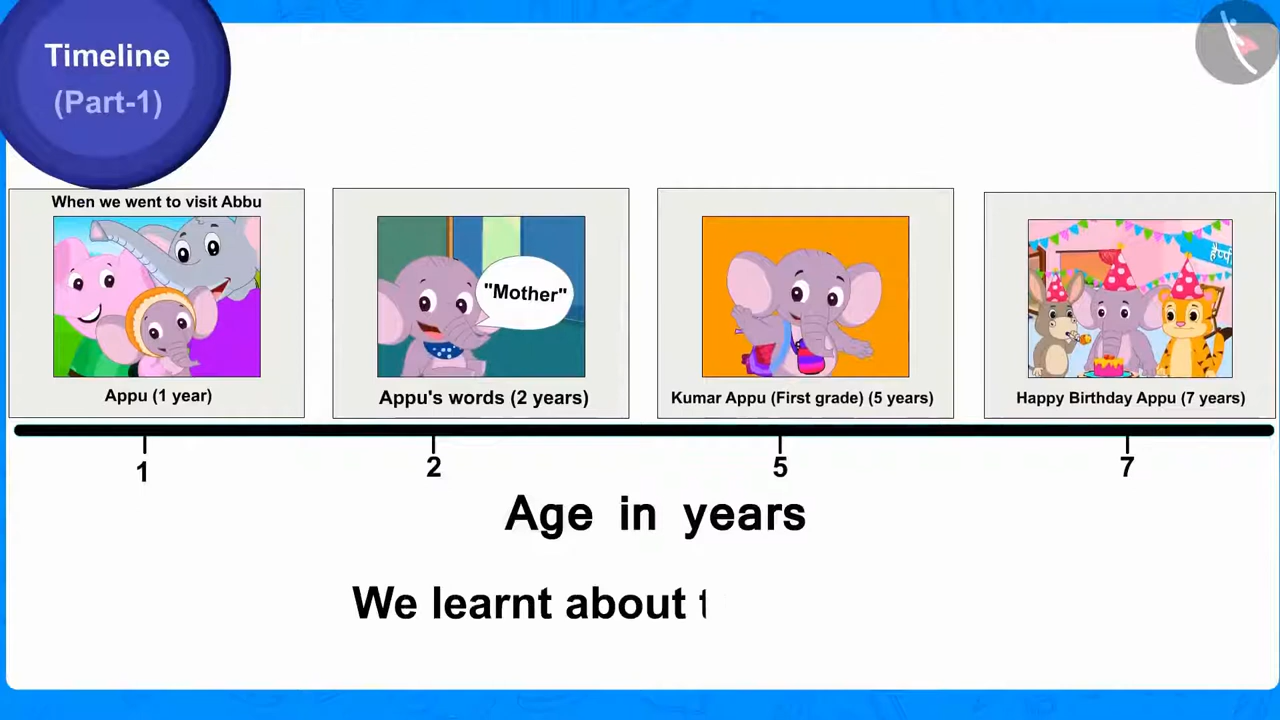 Timeline
(Part-1)
When we went to visit Abbu
Appu (1 year)
"Mother"
Appu's words (2 years)
Kumar Appu (First grade) (5 years)
Happy Birthday Appu (7 years)
1
2
5
7
Age in years
We learnt about